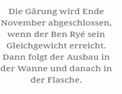 Die Gärung wird Ende
November abgeschlossen,
wenn der Ben Ryé sein
Gleichgewicht erreicht.
Dann folgt der Ausbau in
der Wanne und danach in
der Flasche.